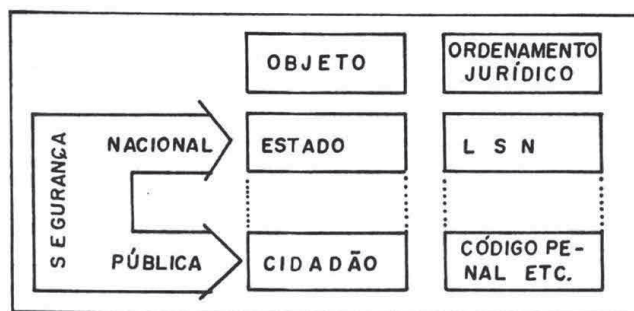 OBJETO
ORDENAMENTO
JURÍDICO
SEGURANÇA
NACIONAL
ESTADO
L S N
PÚBLICA
CIDADÃO
CÓDIGO PE-
NAL ETC.